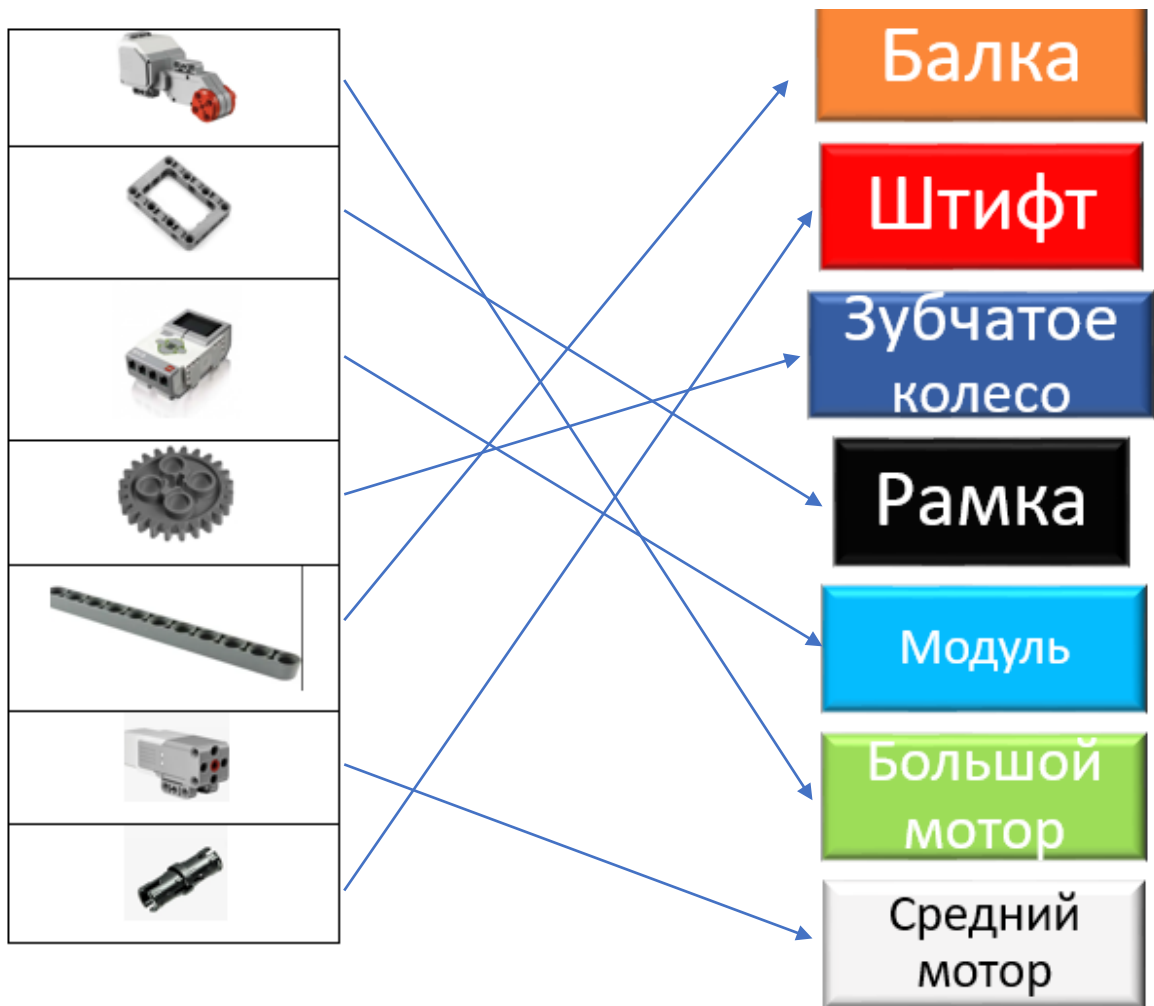 Балка
Штифт
Зубчатое
колесо
Рамка
Модуль
Большой
мотор
Средний
мотор